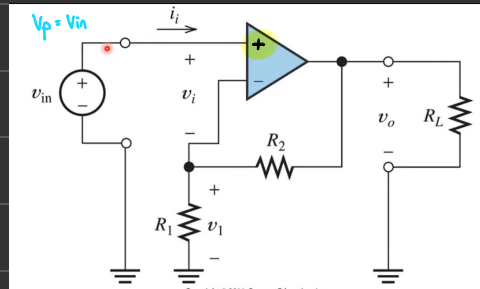 Vp = Vin
i_i
+
+
v_in
+
−
v_i
−
−
+
v_o
R_L
R_2
−
+
R_1
v_1
−